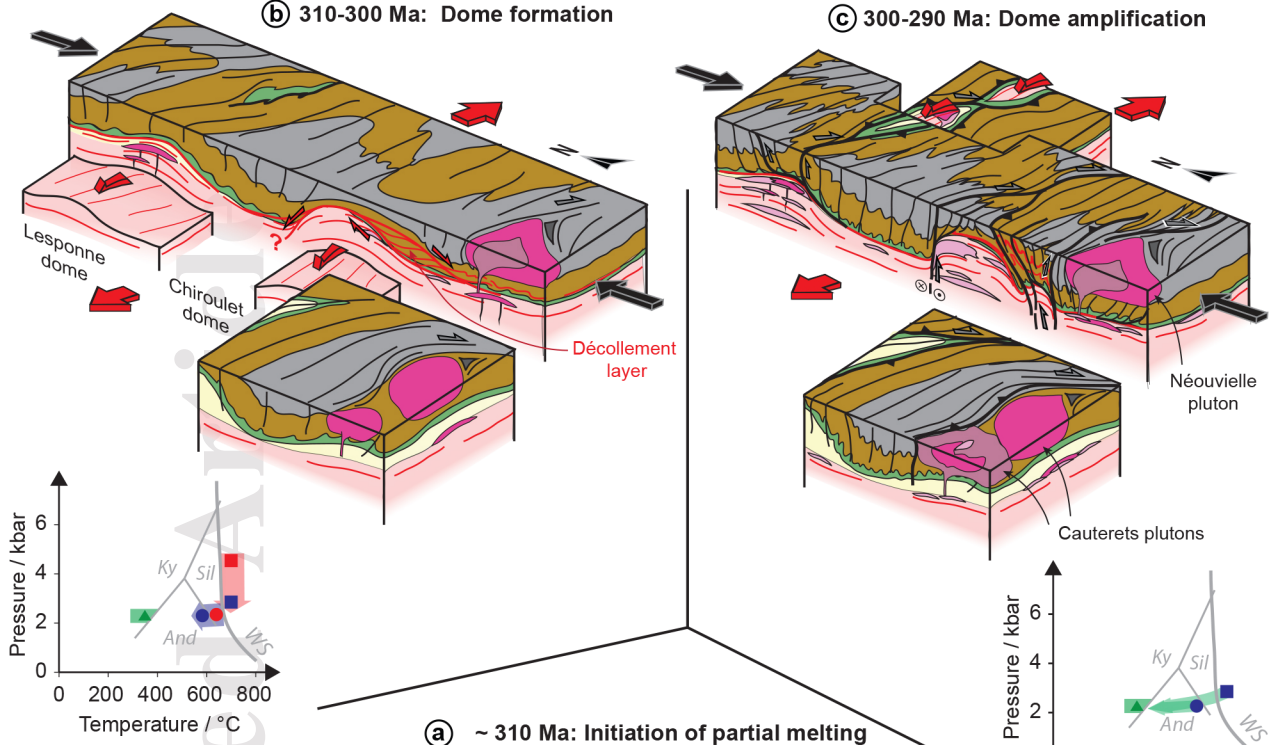 b 310-300 Ma: Dome formation
c 300-290 Ma: Dome amplification
N
N
?
Lesponne
dome
Chiroulet
dome
Décollement
layer
Néouvielle
pluton
Cauterets plutons
Pressure / kbar
6
4
2
0
Ky
Sil
And
WS
0 200 400 600 800
Temperature / °C
Pressure / kbar
6
4
2
Ky
Sil
And
WS
a ~ 310 Ma: Initiation of partial melting